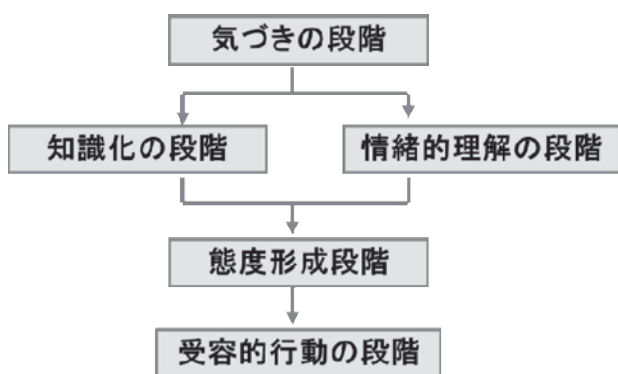 気づきの段階
知識化の段階
情緒的理解の段階
態度形成段階
受容的行動の段階